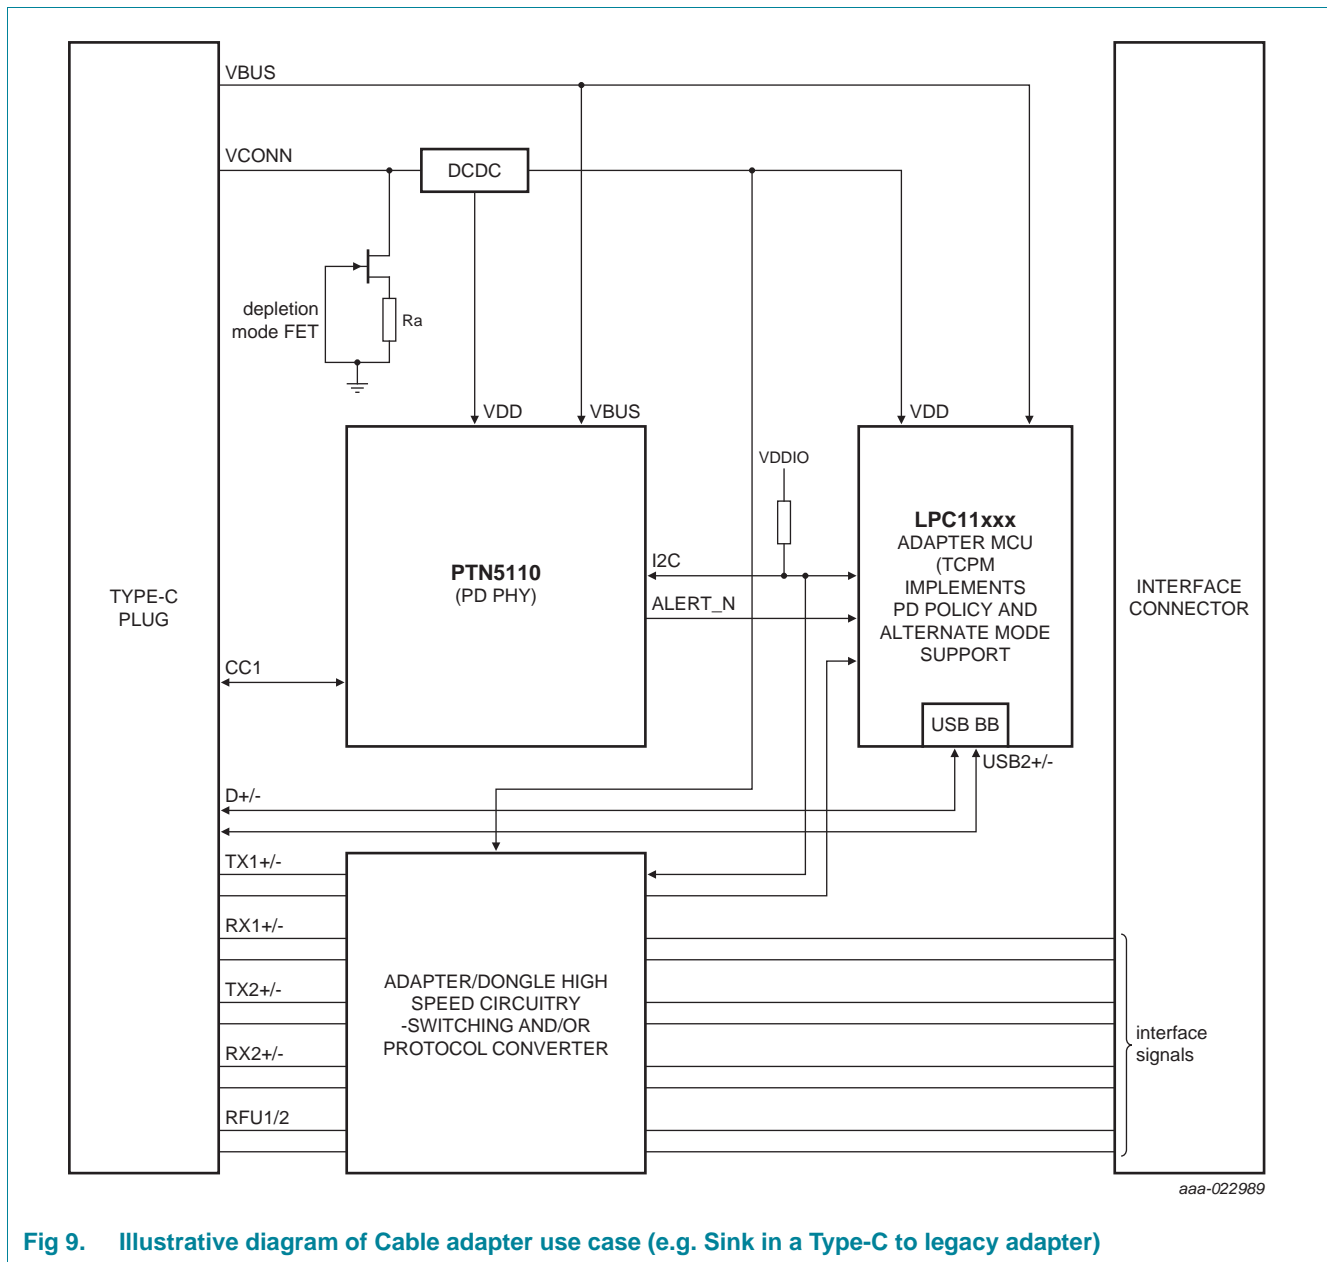 VBUS
VCONN
DCDC
depletion
mode FET
Ra
VDD
VBUS
VDD
VDDIO
PTN5110
(PD PHY)
I2C
ALERT_N
LPC11xxx
ADAPTER MCU
(TCPM
IMPLEMENTS
PD POLICY AND
ALTERNATE MODE
SUPPORT
USB BB
USB2+/-
TYPE-C
PLUG
INTERFACE
CONNECTOR
CC1
D+/-
TX1+/-
RX1+/-
TX2+/-
RX2+/-
RFU1/2
ADAPTER/DONGLE HIGH
SPEED CIRCUITRY
-SWITCHING AND/OR
PROTOCOL CONVERTER
interface
signals
aaa-022989
Fig 9. Illustrative diagram of Cable adapter use case (e.g. Sink in a Type-C to legacy adapter)